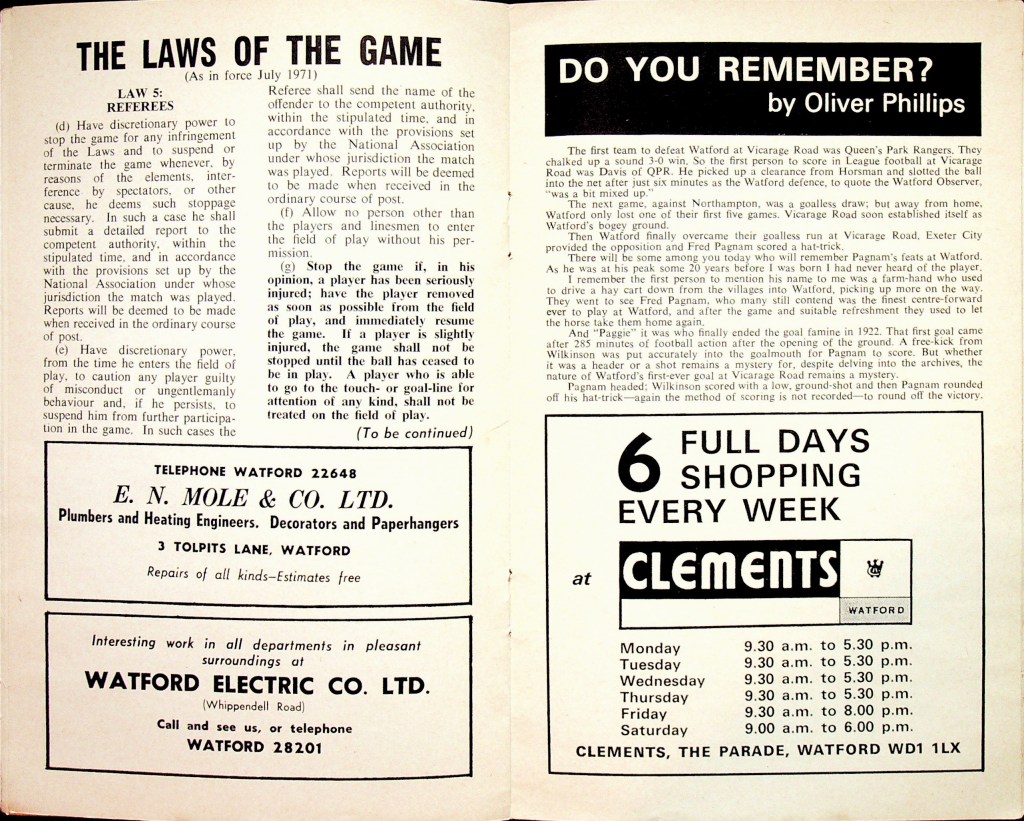 THE LAWS OF THE GAME
(As in force July 1971)
LAW 5:
REFEREES
(d) Have discretionary power to
stop the game for any infringement
of the Laws and to suspend or
terminate the game whenever, by
reasons of the elements, inter-
ference by spectators, or other
cause, he deems such stoppage
necessary. In such a case he shall
submit a detailed report to the
competent authority, within the
stipulated time, and in accordance
with the provisions set up by the
National Association under whose
jurisdiction the match was played.
Reports will be deemed to be made
when received in the ordinary course
of post.
(e) Have discretionary power,
from the time he enters the field of
play, to caution any player guilty
of misconduct or ungentlemanly
behaviour and, if he persists, to
suspend him from further participa-
tion in the game. In such cases the
Referee shall send the name of the
offender to the competent authority,
within the stipulated time, and in
accordance with the provisions set
up by the National Association
under whose jurisdiction the match
was played. Reports will be deemed
to be made when received in the
ordinary course of post.
(f) Allow no person other than
the players and linesmen to enter
the field of play without his per-
mission.
(g) Stop the game if, in his
opinion, a player has been seriously
injured; have the player removed
as soon as possible from the field
of play, and immediately resume
the game. If a player is slightly
injured, the game shall not be
stopped until the ball has ceased to
be in play. A player who is able
to go to the touch- or goal-line for
attention of any kind, shall not be
treated on the field of play.
(To be continued)
TELEPHONE WATFORD 22648
E. N. MOLE & CO. LTD.
Plumbers and Heating Engineers. Decorators and Paperhangers
3 TOLPITS LANE, WATFORD
Repairs of all kinds—Estimates free
Interesting work in all departments in pleasant
surroundings at
WATFORD ELECTRIC CO. LTD.
(Whippendell Road)
Call and see us, or telephone
WATFORD 28201
DO YOU REMEMBER?
by Oliver Phillips
The first team to defeat Watford at Vicarage Road was Queen's Park Rangers. They
chalked up a sound 3-0 win. So the first person to score in League football at Vicarage
Road was Davis of QPR. He picked up a clearance from Horsman and slotted the ball
into the net after just six minutes as the Watford defence, to quote the Watford Observer,
"was a bit mixed up."
The next game, against Northampton, was a goalless draw; but away from home,
Watford only lost one of their first five games. Vicarage Road soon established itself as
Watford's bogey ground.
Then Watford finally overcame their goalless run at Vicarage Road. Exeter City
provided the opposition and Fred Pagnam scored a hat-trick.
There will be some among you today who will remember Pagnam's feats at Watford.
As he was at his peak some 20 years before I was born I had never heard of the player.
I remember the first person to mention his name to me was a farm-hand who used
to drive a hay cart down from the villages into Watford, picking up more on the way.
They went to see Fred Pagnam, who many still contend was the finest centre-forward
ever to play at Watford, and after the game and suitable refreshment they used to let
the horse take them home again.
And "Paggie" it was who finally ended the goal famine in 1922. That first goal came
after 285 minutes of football action after the opening of the ground. A free-kick from
Wilkinson was put accurately into the goalmouth for Pagnam to score. But whether
it was a header or a shot remains a mystery for, despite delving into the archives, the
nature of Watford's first-ever goal at Vicarage Road remains a mystery.
Pagnam headed; Wilkinson scored with a low, ground-shot and then Pagnam rounded
off his hat-trick—again the method of scoring is not recorded—to round off the victory.
6 FULL DAYS
SHOPPING
EVERY WEEK
at CLEMENTS
WATFORD
Monday 9.30 a.m. to 5.30 p.m.
Tuesday 9.30 a.m. to 5.30 p.m.
Wednesday 9.30 a.m. to 5.30 p.m.
Thursday 9.30 a.m. to 5.30 p.m.
Friday 9.30 a.m. to 8.00 p.m.
Saturday 9.00 a.m. to 6.00 p.m.
CLEMENTS, THE PARADE, WATFORD WD1 1LX